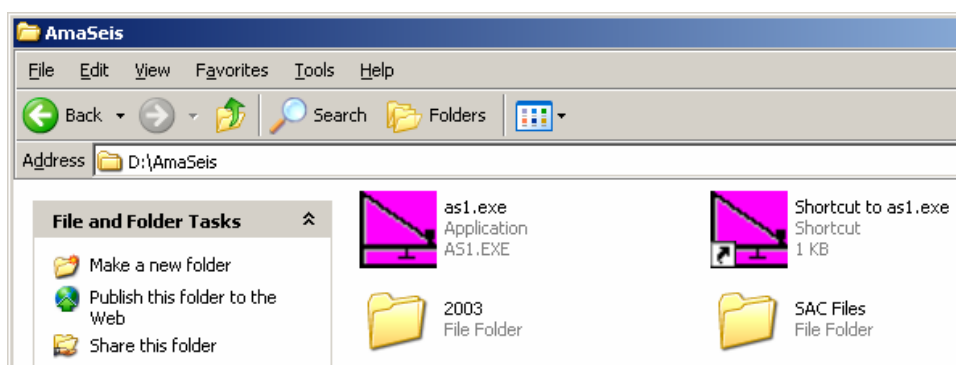 AmaSeis
File Edit View Favorites Tools Help
Back Search Folders
Address D:\AmaSeis
File and Folder Tasks
Make a new folder
Publish this folder to the
Web
Share this folder
as1.exe
Application
AS1.EXE
Shortcut to as1.exe
Shortcut
1 KB
2003
File Folder
SAC Files
File Folder